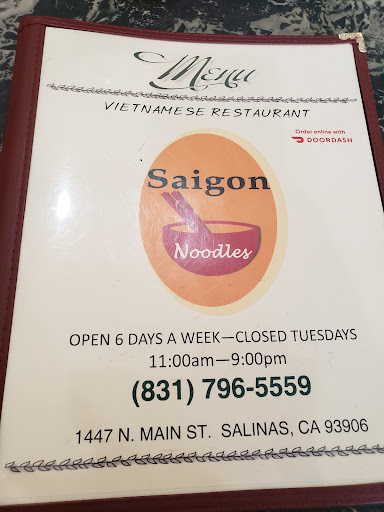 Menu
VIETNAMESE RESTAURANT
Order online with
DOORDASH
Saigon
Noodles
OPEN 6 DAYS A WEEK—CLOSED TUESDAYS
11:00am—9:00pm
(831) 796-5559
1447 N. MAIN ST. SALINAS, CA 93906